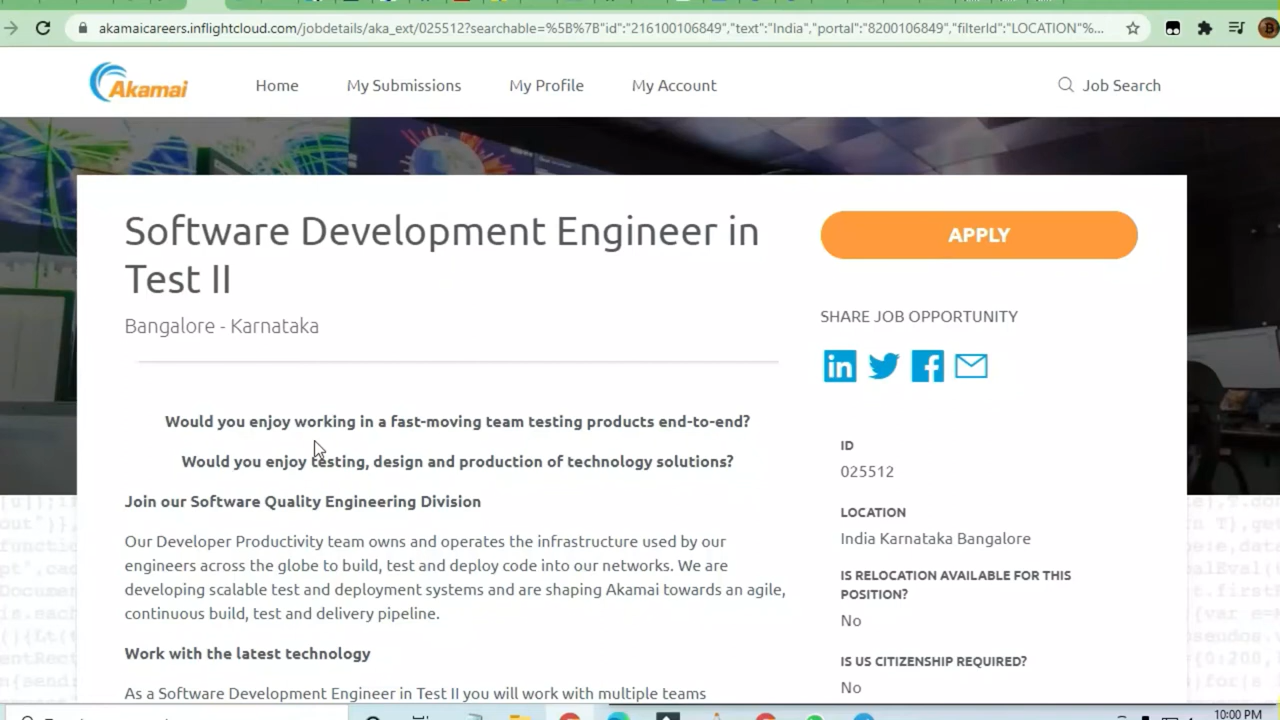 akamaicareers.inflightcloud.com/jobdetails/aka_ext/025512?searchable=%5B%7B"id":"216100106849","text":"India","portal":"8200106849","filterId":"LOCATION"%...
Akamai
Home
My Submissions
My Profile
My Account
Job Search
Software Development Engineer in
Test II
Bangalore - Karnataka
Would you enjoy working in a fast-moving team testing products end-to-end?
Would you enjoy testing, design and production of technology solutions?
Join our Software Quality Engineering Division
Our Developer Productivity team owns and operates the infrastructure used by our
engineers across the globe to build, test and deploy code into our networks. We are
developing scalable test and deployment systems and are shaping Akamai towards an agile,
continuous build, test and delivery pipeline.
Work with the latest technology
As a Software Development Engineer in Test II you will work with multiple teams
APPLY
SHARE JOB OPPORTUNITY
in
ID
025512
LOCATION
India Karnataka Bangalore
IS RELOCATION AVAILABLE FOR THIS
POSITION?
No
IS US CITIZENSHIP REQUIRED?
No
10:00 PM